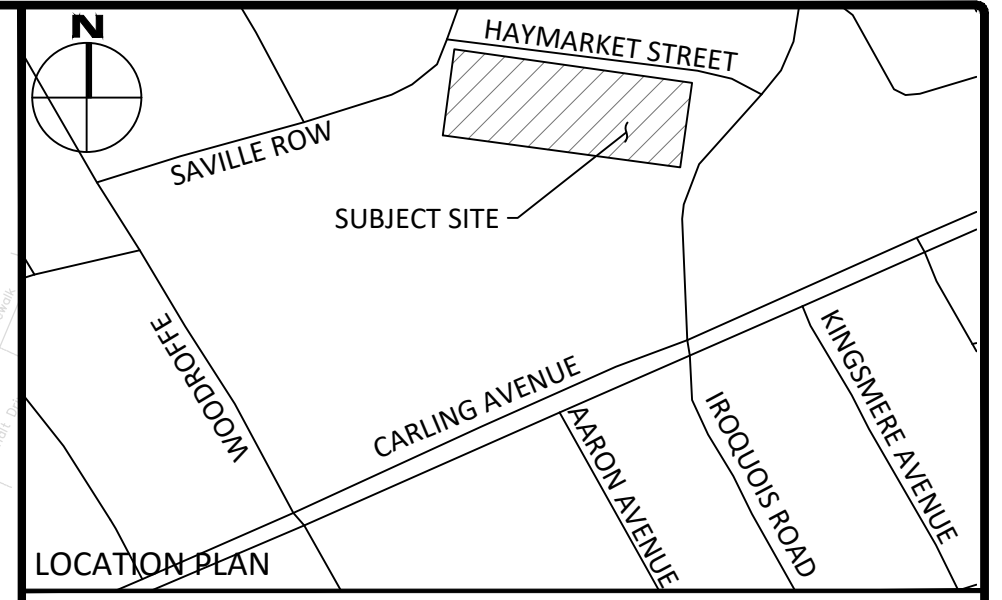 N
HAYMARKET STREET
SAVILLE ROW
SUBJECT SITE
WOODROFFE
CARLING AVENUE
KINGSMERE AVENUE
IROQUOIS ROAD
AARON AVENUE
LOCATION PLAN